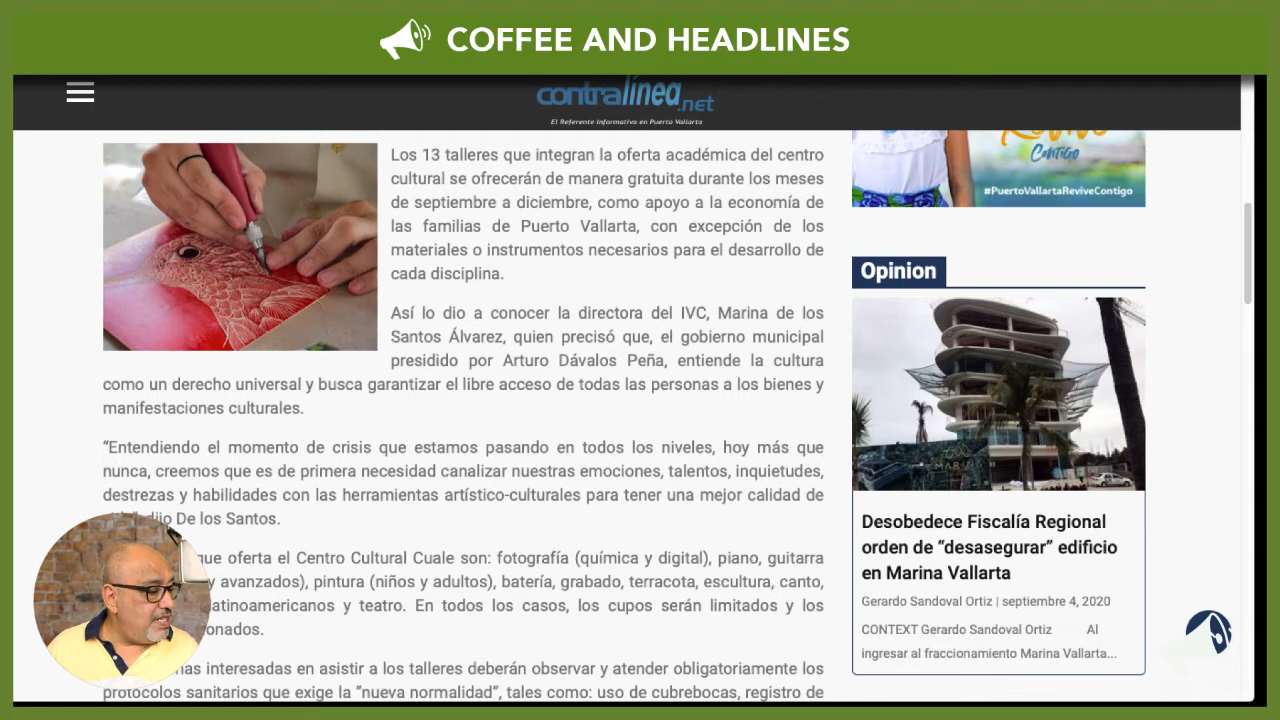 COFFEE AND HEADLINES
contralínea.net
El Referente Informativo en Puerto Vallarta
Los 13 talleres que integran la oferta académica del centro
cultural se ofrecerán de manera gratuita durante los meses
de septiembre a diciembre, como apoyo a la economía de
las familias de Puerto Vallarta, con excepción de los
materiales o instrumentos necesarios para el desarrollo de
cada disciplina.
Así lo dio a conocer la directora del IVC, Marina de los
Santos Álvarez, quien precisó que, el gobierno municipal
presidido por Arturo Dávalos Peña, entiende la cultura
como un derecho universal y busca garantizar el libre acceso de todas las personas a los bienes y
manifestaciones culturales.
“Entendiendo el momento de crisis que estamos pasando en todos los niveles, hoy más que
nunca, creemos que es de primera necesidad canalizar nuestras emociones, talentos, inquietudes,
destrezas y habilidades con las herramientas artístico-culturales para tener una mejor calidad de
dijo De los Santos.
que oferta el Centro Cultural Cuale son: fotografía (química y digital), piano, guitarra
y avanzados), pintura (niños y adultos), batería, grabado, terracota, escultura, canto,
latinoamericanos y teatro. En todos los casos, los cupos serán limitados y los
onados.
as interesadas en asistir a los talleres deberán observar y atender obligatoriamente los
protocolos sanitarios que exige la "nueva normalidad", tales como: uso de cubrebocas, registro de
Revive
Contigo
#PuertoVallartaReviveContigo
Opinion
MARINA
Desobedece Fiscalía Regional
orden de “desasegurar” edificio
en Marina Vallarta
Gerardo Sandoval Ortiz | septiembre 4, 2020
CONTEXT Gerardo Sandoval Ortiz Al
ingresar al fraccionamiento Marina Vallarta...